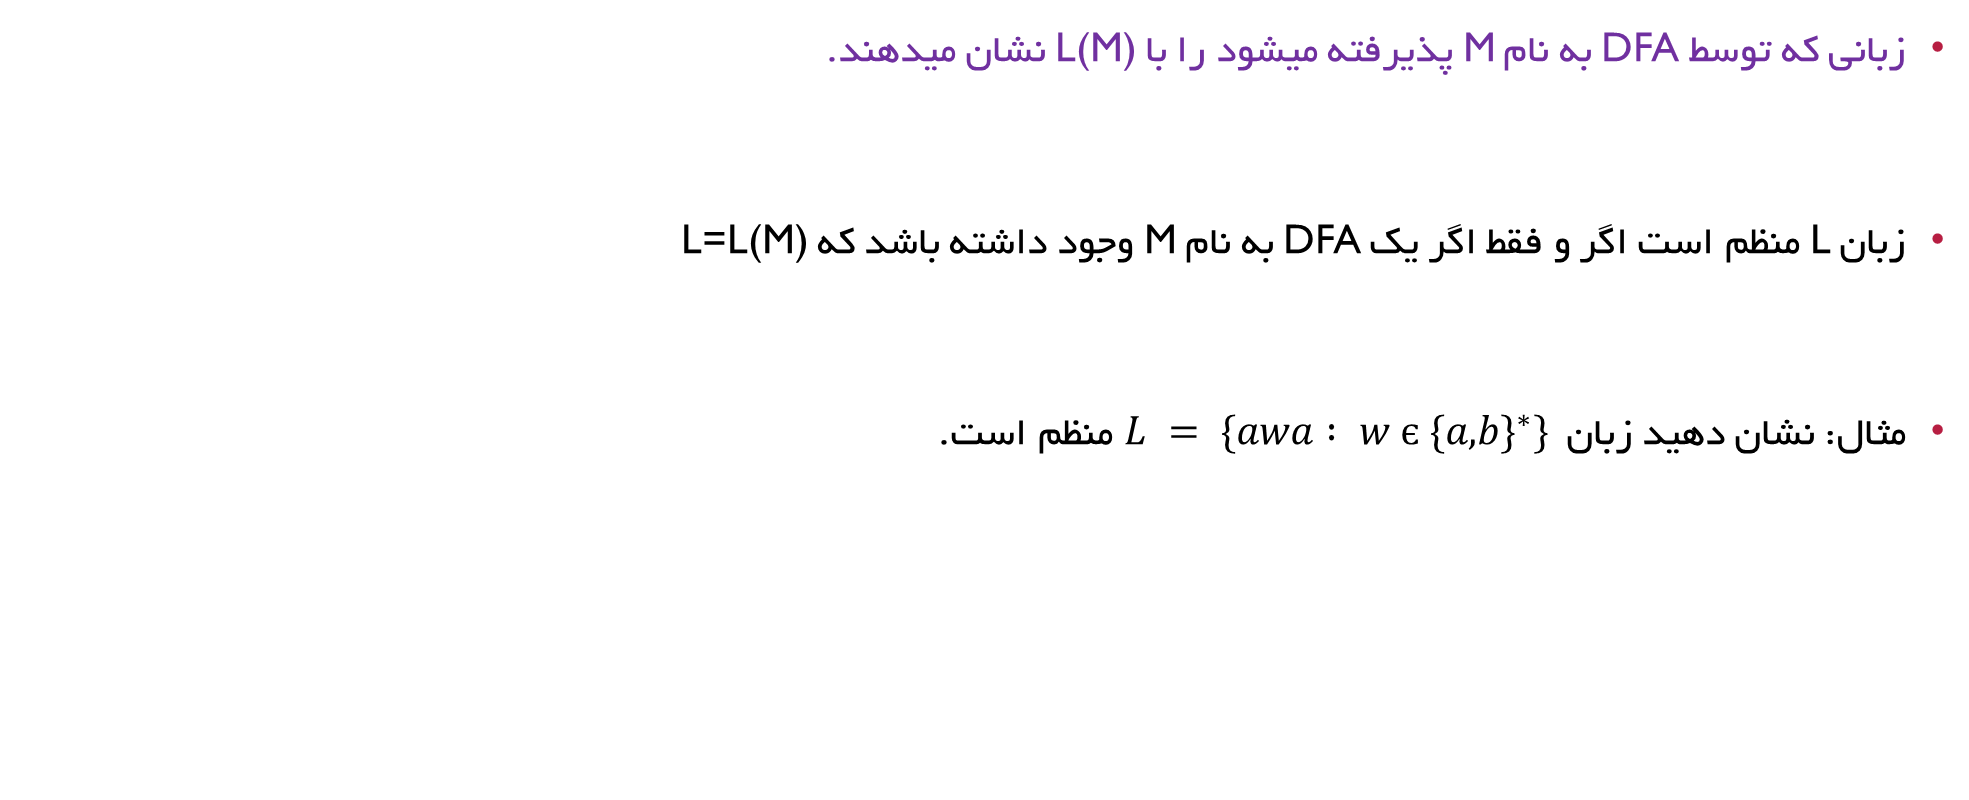 • زبانی که توسط DFA به نام M پذیرفته میشود را با L(M) نشان میدهند.
• زبان L منظم است اگر و فقط اگر یک DFA به نام M وجود داشته باشد که L=L(M)
• مثال: نشان دهید زبان L = {awa : w ϵ {a,b}*} منظم است.